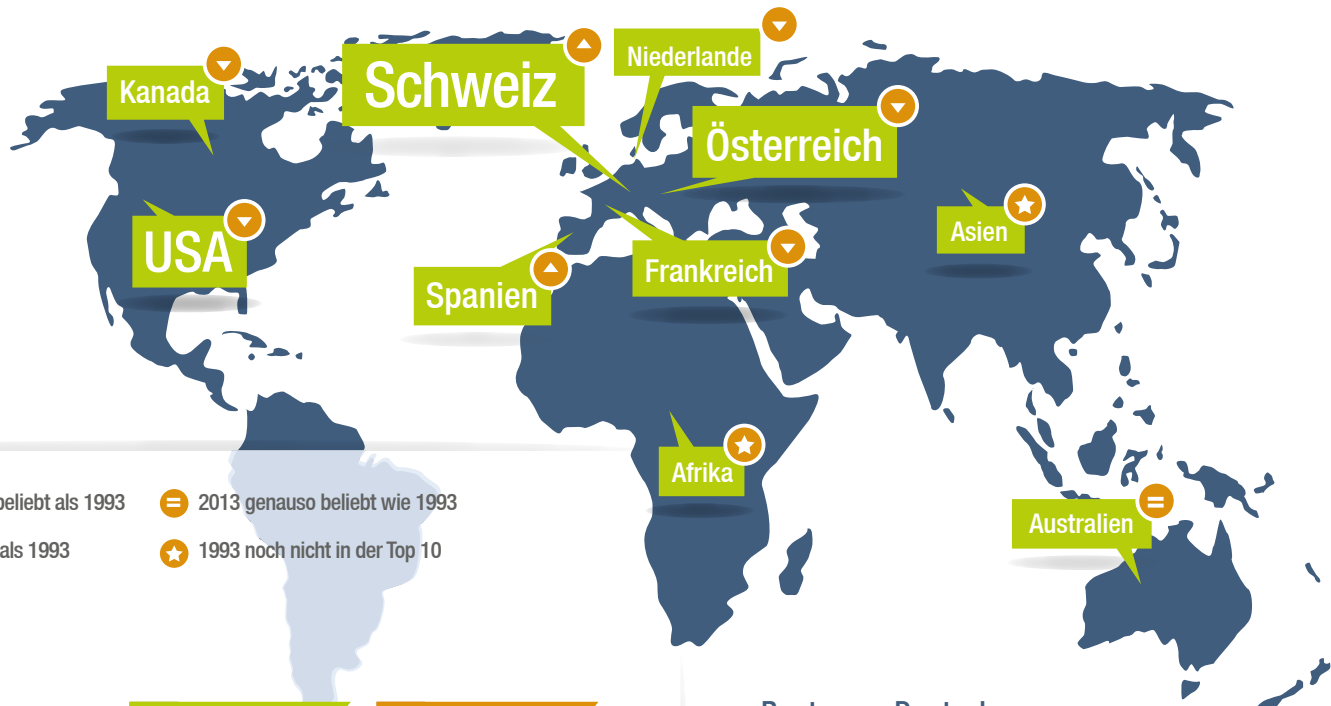 Niederlande
Kanada
Schweiz
Österreich
USA
Asien
Frankreich
Spanien
Afrika
beliebt als 1993
2013 genauso beliebt wie 1993
Australien
als 1993
1993 noch nicht in der Top 10